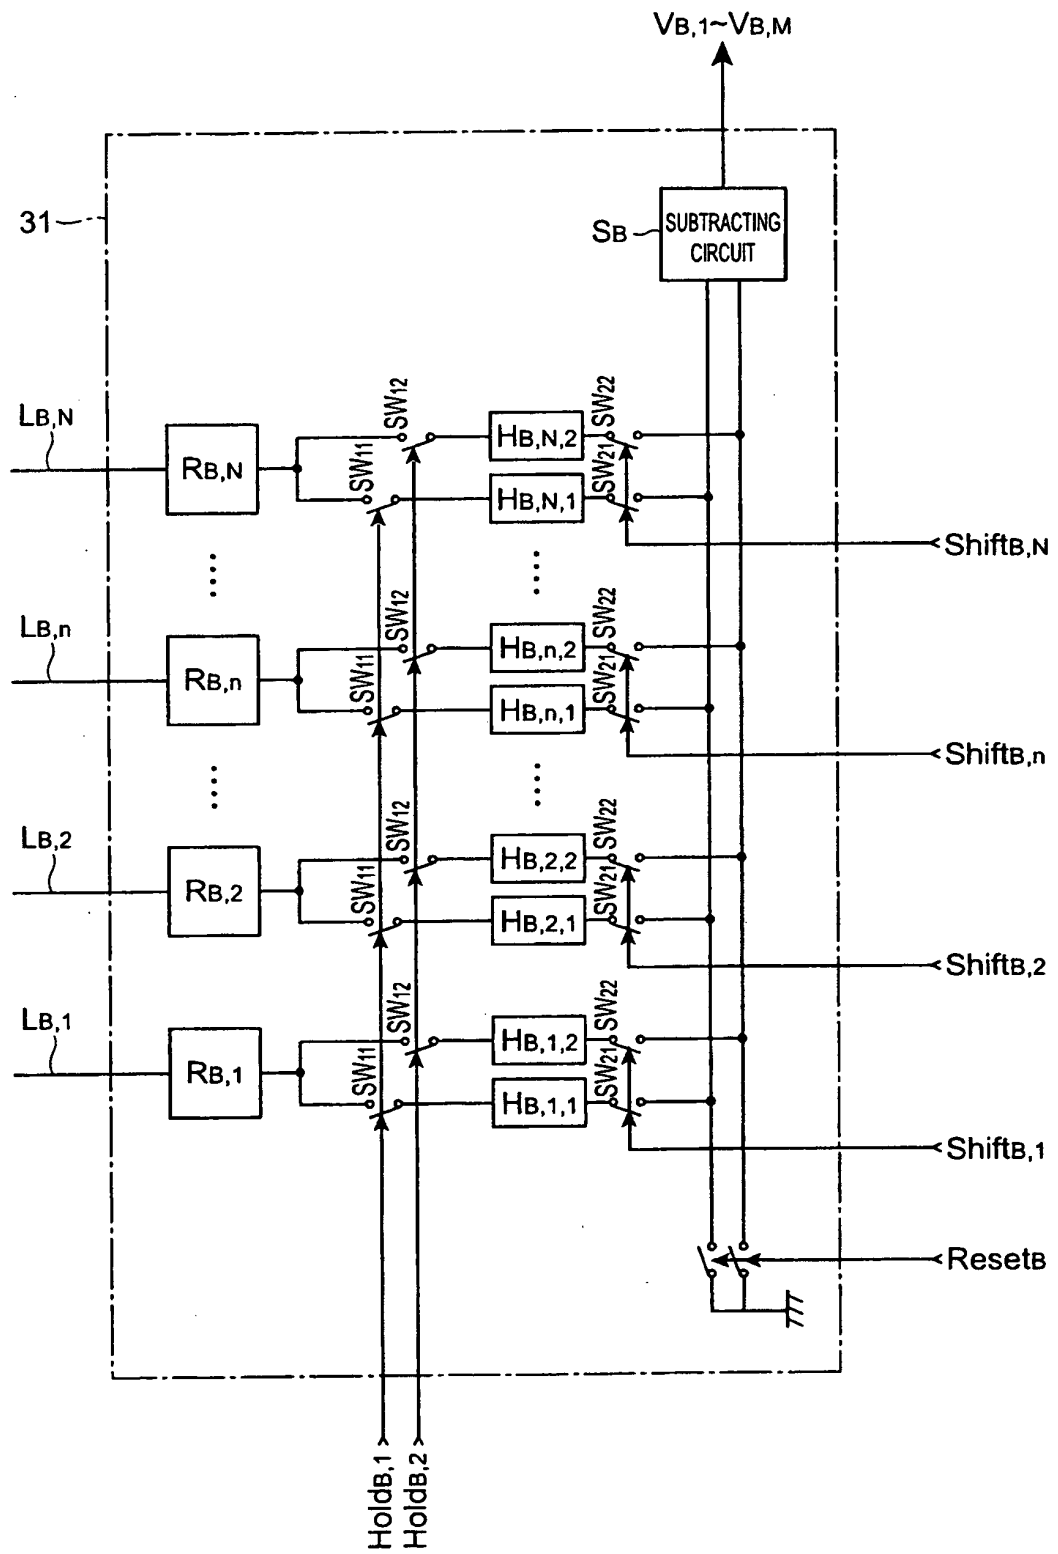 VB,1~VB,M
31
SB
SUBTRACTING
CIRCUIT
LB,N
RB,N
SW11
SW12
HB,N,2
HB,N,1
SW22
SW21
ShiftB,N
LB,n
RB,n
SW11
SW12
HB,n,2
HB,n,1
SW22
SW21
ShiftB,n
LB,2
RB,2
SW11
SW12
HB,2,2
HB,2,1
SW22
SW21
ShiftB,2
LB,1
RB,1
SW11
SW12
HB,1,2
HB,1,1
SW22
SW21
ShiftB,1
ResetB
HoldB,1
HoldB,2